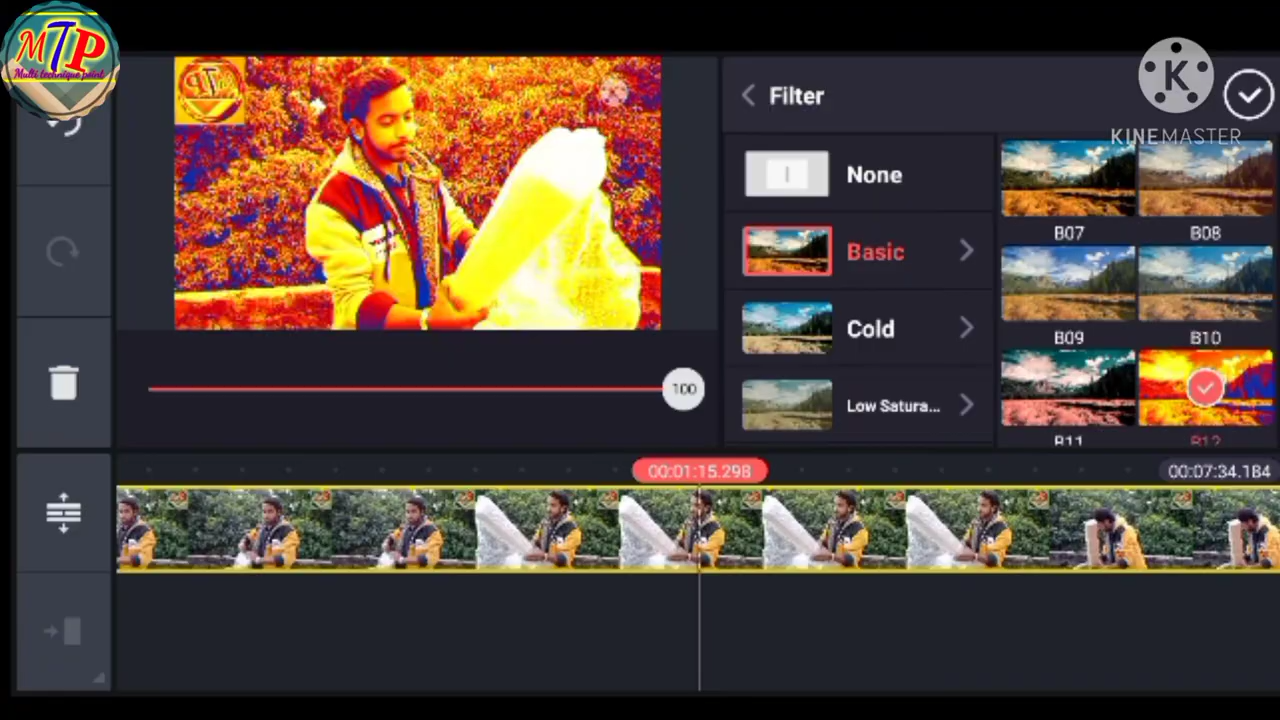 MTP
Multi technique point
Filter
K
KINEMASTER
None
Basic
Cold
Low Satura...
B07
B08
B09
B10
B11
B12
100
00:01:15.298
00:07:34.184